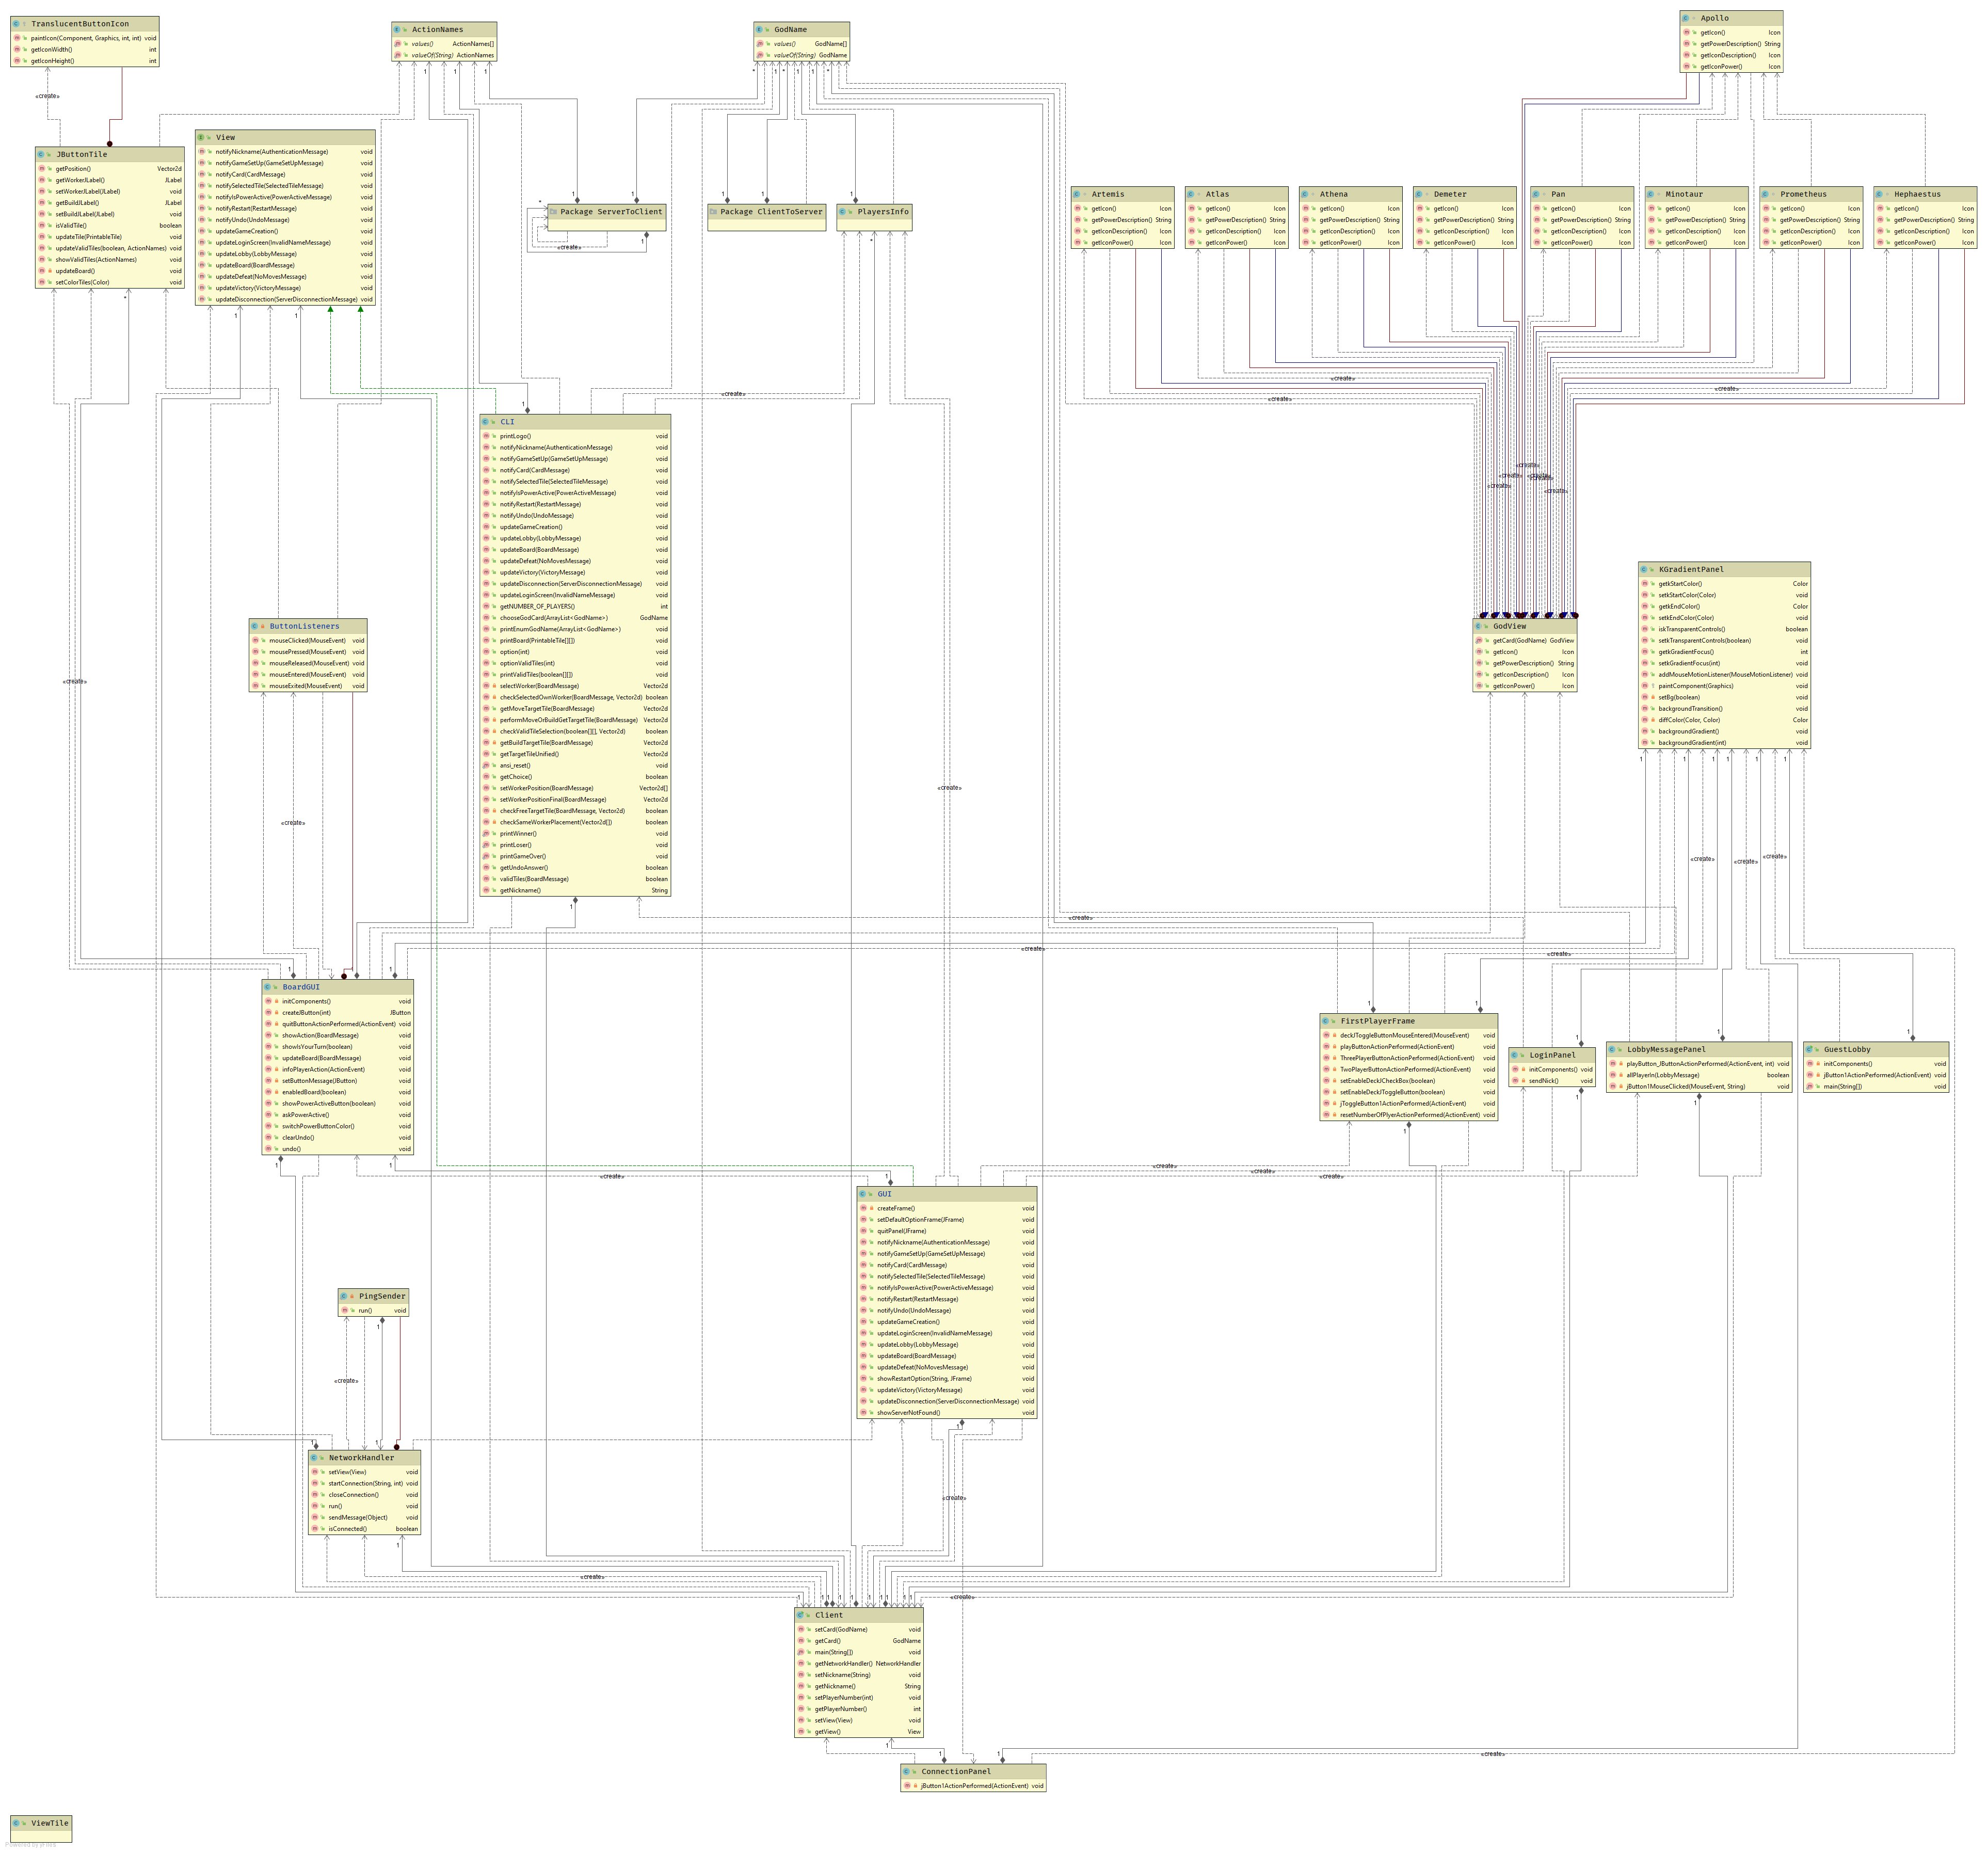 TranslucentButtonIcon
paintIcon(Component, Graphics, int, int) void
getIconWidth() int
getIconHeight() int
ActionNames
values() ActionNames[]
valueOf(String) ActionNames
GodName
values() GodName[]
valueOf(String) GodName
Apollo
getIcon() Icon
getPowerDescription() String
getIconDescription() Icon
getIconPower() Icon
«create»
JButtonTile
getPosition() Vector2d
getWorkerJLabel() JLabel
setWorkerJLabel(JLabel) void
getBuildJLabel() JLabel
setBuildJLabel(JLabel) void
isValidTile() boolean
updateTile(PrintableTile) void
updateValidTiles(boolean, ActionNames) void
showValidTiles(ActionNames) void
updateBoard() void
setColorTiles(Color) void
View
notifyNickname(AuthenticationMessage) void
notifyGameSetUp(GameSetUpMessage) void
notifyCard(CardMessage) void
notifySelectedTile(SelectedTileMessage) void
notifyIsPowerActive(PowerActiveMessage) void
notifyRestart(RestartMessage) void
notifyUndo(UndoMessage) void
updateGameCreation() void
updateLoginScreen(InvalidNameMessage) void
updateLobby(LobbyMessage) void
updateBoard(BoardMessage) void
updateDefeat(NoMovesMessage) void
updateVictory(VictoryMessage) void
updateDisconnection(ServerDisconnectionMessage) void
Package ServerToClient
«create»
Package ClientToServer
PlayersInfo
Artemis
getIcon() Icon
getPowerDescription() String
getIconDescription() Icon
getIconPower() Icon
Atlas
getIcon() Icon
getPowerDescription() String
getIconDescription() Icon
getIconPower() Icon
Athena
getIcon() Icon
getPowerDescription() String
getIconDescription() Icon
getIconPower() Icon
Demeter
getIcon() Icon
getPowerDescription() String
getIconDescription() Icon
getIconPower() Icon
Pan
getIcon() Icon
getPowerDescription() String
getIconDescription() Icon
getIconPower() Icon
Minotaur
getIcon() Icon
getPowerDescription() String
getIconDescription() Icon
getIconPower() Icon
Prometheus
getIcon() Icon
getPowerDescription() String
getIconDescription() Icon
getIconPower() Icon
Hephaestus
getIcon() Icon
getPowerDescription() String
getIconDescription() Icon
getIconPower() Icon
«create»
«create»
«create»
«create»
CLI
printLogo() void
notifyNickname(AuthenticationMessage) void
notifyGameSetUp(GameSetUpMessage) void
notifyCard(CardMessage) void
notifySelectedTile(SelectedTileMessage) void
notifyIsPowerActive(PowerActiveMessage) void
notifyRestart(RestartMessage) void
notifyUndo(UndoMessage) void
updateGameCreation() void
updateLobby(LobbyMessage) void
updateBoard(BoardMessage) void
updateDefeat(NoMovesMessage) void
updateVictory(VictoryMessage) void
updateDisconnection(ServerDisconnectionMessage) void
updateLoginScreen(InvalidNameMessage) void
getNUMBER_OF_PLAYERS() int
chooseGodCard(ArrayList<GodName>) GodName
printEnumGodName(ArrayList<GodName>) void
printBoard(PrintableTile[][]) void
option(int) void
optionValidTiles(int) void
printValidTiles(boolean[][]) void
selectWorker(BoardMessage) Vector2d
checkSelectedOwnWorker(BoardMessage, Vector2d) boolean
getMoveTargetTile(BoardMessage) Vector2d
performMoveOrBuildGetTargetTile(BoardMessage) Vector2d
checkValidTileSelection(boolean[][], Vector2d) boolean
getBuildTargetTile(BoardMessage) Vector2d
getTargetTileUnified() Vector2d
ansi_reset() void
getChoice() boolean
setWorkerPosition(BoardMessage) Vector2d[]
setWorkerPositionFinal(BoardMessage) Vector2d
checkFreeTargetTile(BoardMessage, Vector2d) boolean
checkSameWorkerPlacement(Vector2d[]) boolean
printWinner() void
printLoser() void
printGameOver() void
getUndoAnswer() boolean
validTiles(BoardMessage) boolean
getNickname() String
«create»
«create»
«create»
«create»
KGradientPanel
getkStartColor() Color
setkStartColor(Color) void
getkEndColor() Color
setkEndColor(Color) void
iskTransparentControls() boolean
setkTransparentControls(boolean) void
getkGradientFocus() int
setkGradientFocus(int) void
addMouseMotionListener(MouseMotionListener) void
paintComponent(Graphics) void
setBg(boolean) void
backgroundTransition() void
diffColor(Color, Color) Color
backgroundGradient() void
backgroundGradient(int) void
ButtonListeners
mouseClicked(MouseEvent) void
mousePressed(MouseEvent) void
mouseReleased(MouseEvent) void
mouseEntered(MouseEvent) void
mouseExited(MouseEvent) void
GodView
getCard(GodName) GodView
getIcon() Icon
getPowerDescription() String
getIconDescription() Icon
getIconPower() Icon
«create»
«create»
«create»
«create»
«create»
«create»
«create»
«create»
«create»
BoardGUI
initComponents() void
createJButton(int) JButton
quitButtonActionPerformed(ActionEvent) void
showAction(BoardMessage) void
showIsYourTurn(boolean) void
updateBoard(BoardMessage) void
infoPlayerAction(ActionEvent) void
setButtonMessage(JButton) void
enabledBoard(boolean) void
showPowerActiveButton(boolean) void
askPowerActive() void
switchPowerButtonColor() void
clearUndo() void
undo() void
FirstPlayerFrame
deckJToggleButtonMouseEntered(MouseEvent) void
playButtonActionPerformed(ActionEvent) void
ThreePlayerButtonActionPerformed(ActionEvent) void
TwoPlayerButtonActionPerformed(ActionEvent) void
setEnableDeckJCheckBox(boolean) void
setEnableDeckJToggleButton(boolean) void
jToggleButton1ActionPerformed(ActionEvent) void
resetNumberOfPlyerActionPerformed(ActionEvent) void
LoginPanel
initComponents() void
sendNick() void
LobbyMessagePanel
playButton_JButtonActionPerformed(ActionEvent, int) void
allPlayerIn(LobbyMessage) boolean
jButton1MouseClicked(MouseEvent, String) void
GuestLobby
initComponents() void
jButton1ActionPerformed(ActionEvent) void
main(String[]) void
«create»
«create»
«create»
«create»
GUI
createFrame() void
setDefaultOptionFrame(JFrame) void
quitPanel(JFrame) void
notifyNickname(AuthenticationMessage) void
notifyGameSetUp(GameSetUpMessage) void
notifyCard(CardMessage) void
notifySelectedTile(SelectedTileMessage) void
notifyIsPowerActive(PowerActiveMessage) void
notifyRestart(RestartMessage) void
notifyUndo(UndoMessage) void
updateGameCreation() void
updateLoginScreen(InvalidNameMessage) void
updateLobby(LobbyMessage) void
updateBoard(BoardMessage) void
updateDefeat(NoMovesMessage) void
showRestartOption(String, JFrame) void
updateVictory(VictoryMessage) void
updateDisconnection(ServerDisconnectionMessage) void
showServerNotFound() void
PingSender
run() void
«create»
NetworkHandler
setView(View) void
startConnection(String, int) void
closeConnection() void
run() void
sendMessage(Object) void
isConnected() boolean
«create»
«create»
«create»
Client
setCard(GodName) void
getCard() GodName
main(String[]) void
getNetworkHandler() NetworkHandler
setNickname(String) void
getNickname() String
setPlayerNumber(int) void
getPlayerNumber() int
setView(View) void
getView() View
«create»
ConnectionPanel
jButton1ActionPerformed(ActionEvent) void
ViewTile
Powered by yFiles